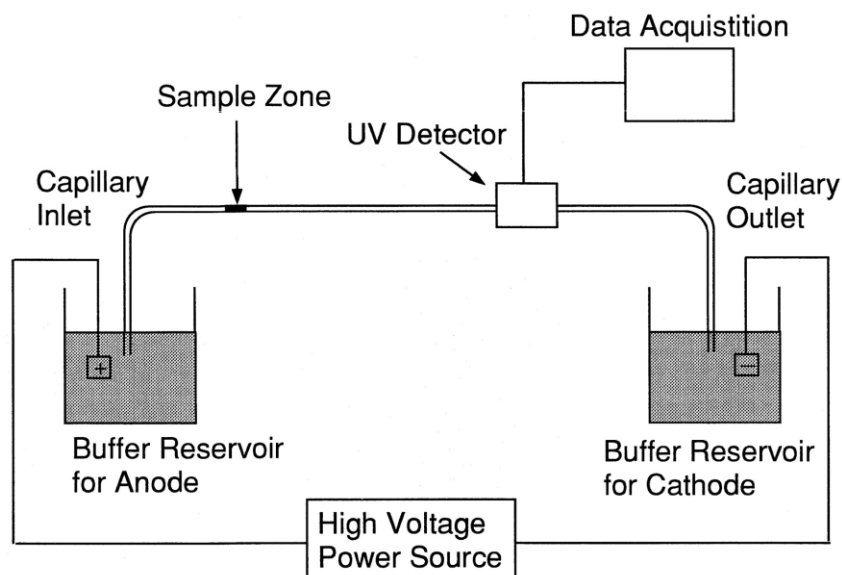 Data Acquistition
Sample Zone
UV Detector
Capillary
Inlet
Capillary
Outlet
+
—
Buffer Reservoir
for Anode
Buffer Reservoir
for Cathode
High Voltage
Power Source